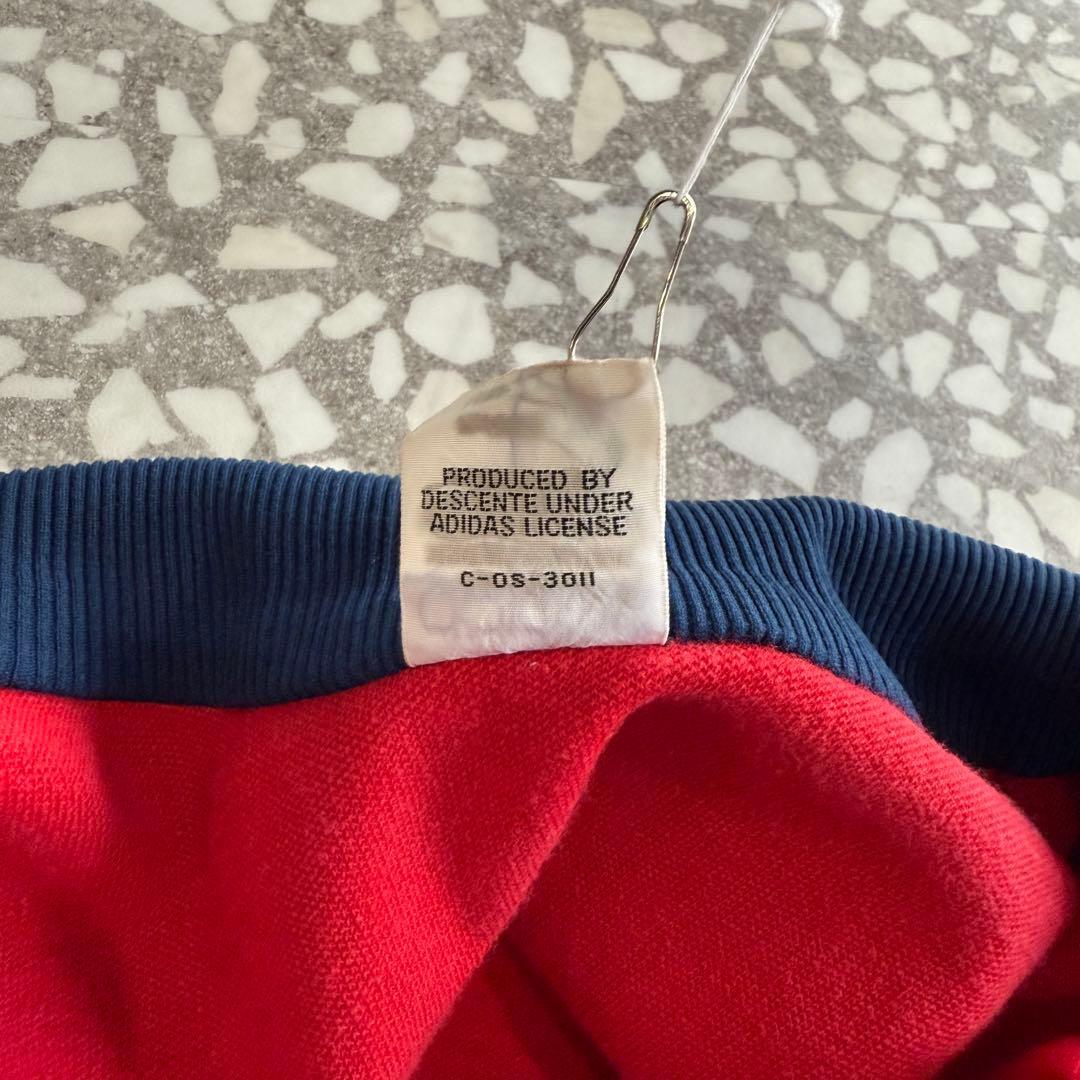 PRODUCED BY
DESCENTE UNDER
ADIDAS LICENSE
C-OS-3011